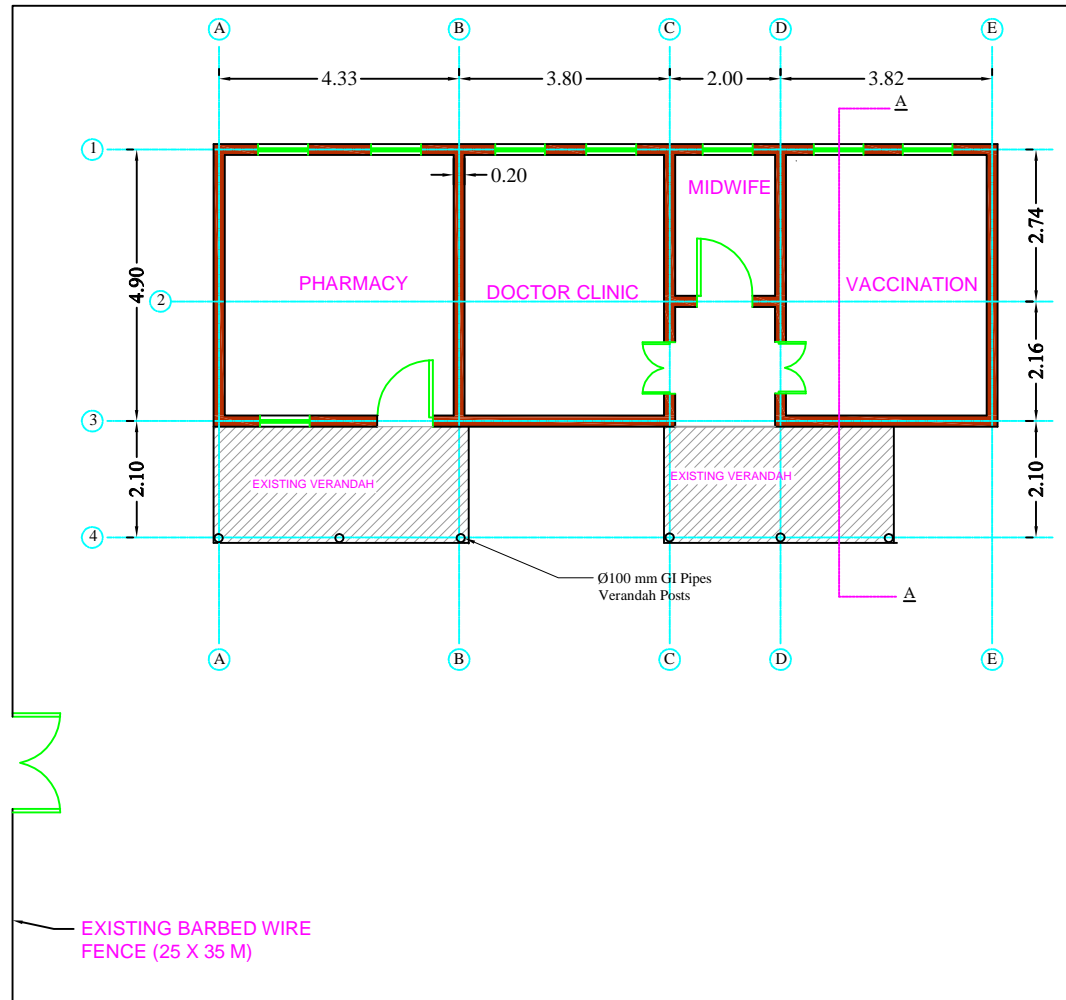 A
B
C
D
E
4.33
3.80
2.00
3.82
A
1
0.20
MIDWIFE
2.74
4.90
PHARMACY
DOCTOR CLINIC
VACCINATION
2
2.16
3
2.10
EXISTING VERANDAH
EXISTING VERANDAH
2.10
4
Ø100 mm GI Pipes
Verandah Posts
A
A
B
C
D
E
EXISTING BARBED WIRE
FENCE (25 X 35 M)